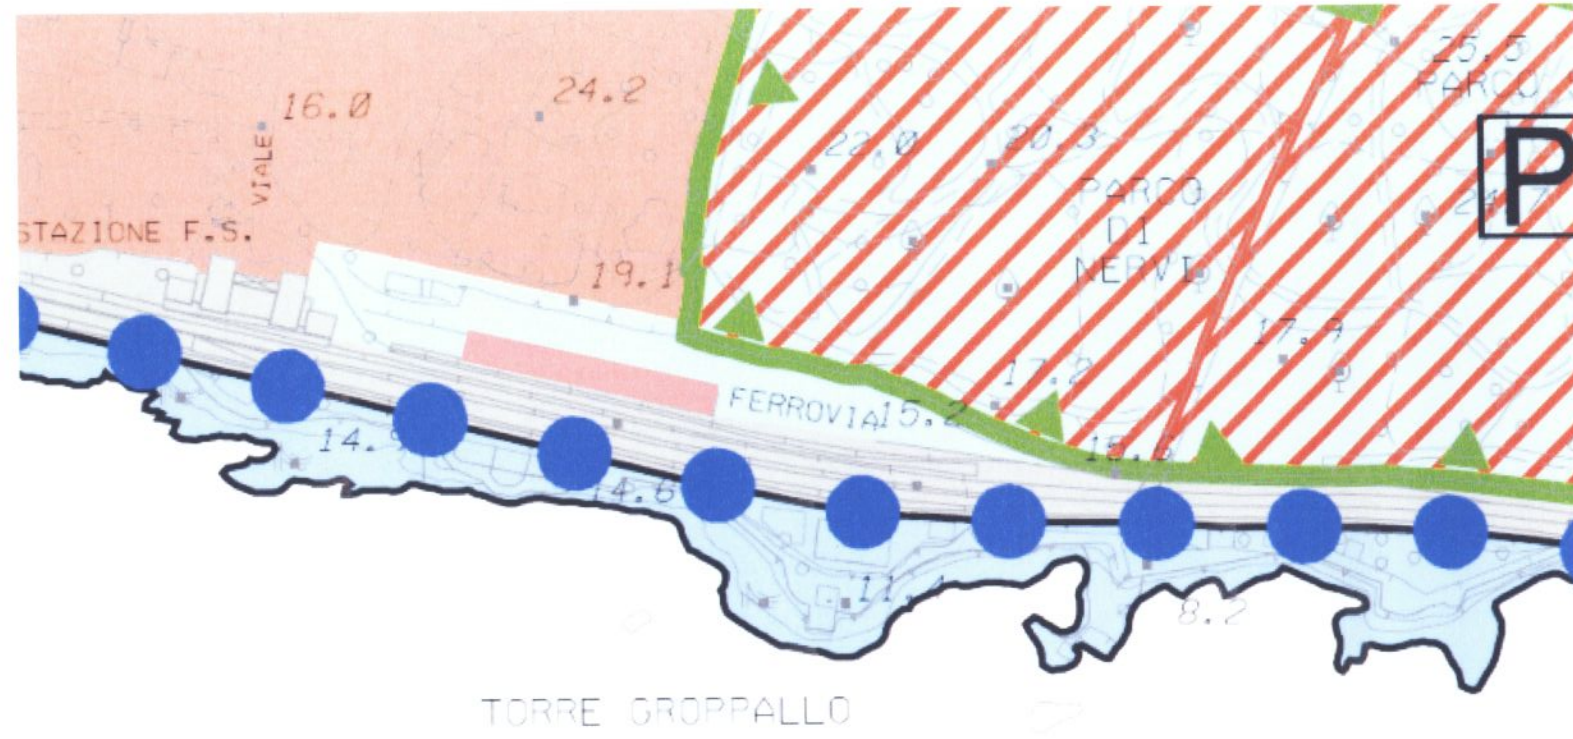 25.5
PARCO
16.0
24.2
22.0
20.3
P
VIALE
PARCO
DI
NERVI
STAZIONE F.S.
19.1
17.9
17.2
FERROVIA
15.2
14.6
11.4
8.2
TORRE GROPPALLO